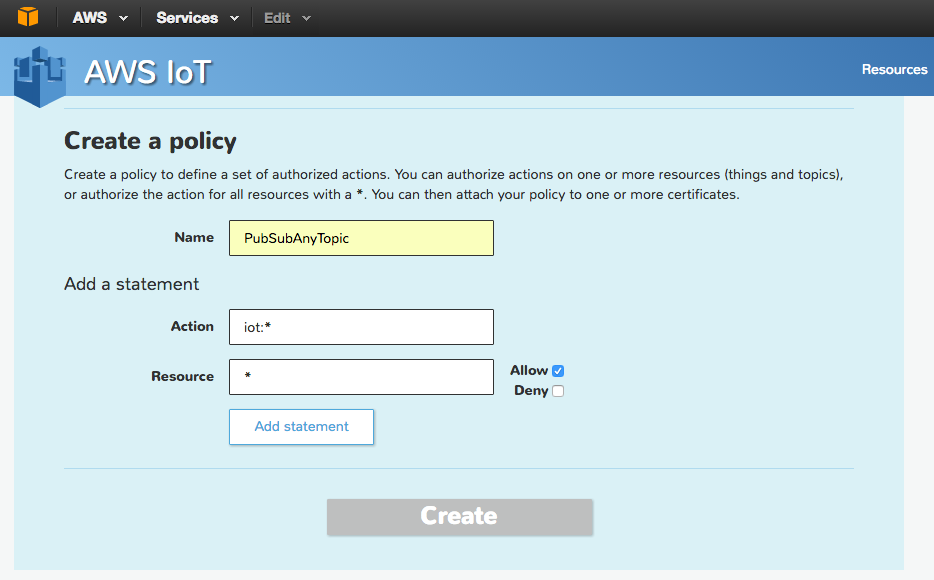 AWS Services Edit
AWS IoT
Resources
Create a policy
Create a policy to define a set of authorized actions. You can authorize actions on one or more resources (things and topics),
or authorize the action for all resources with a *. You can then attach your policy to one or more certificates.
Name PubSubAnyTopic
Add a statement
Action iot:*
Resource *
Allow
Deny
Add statement
Create